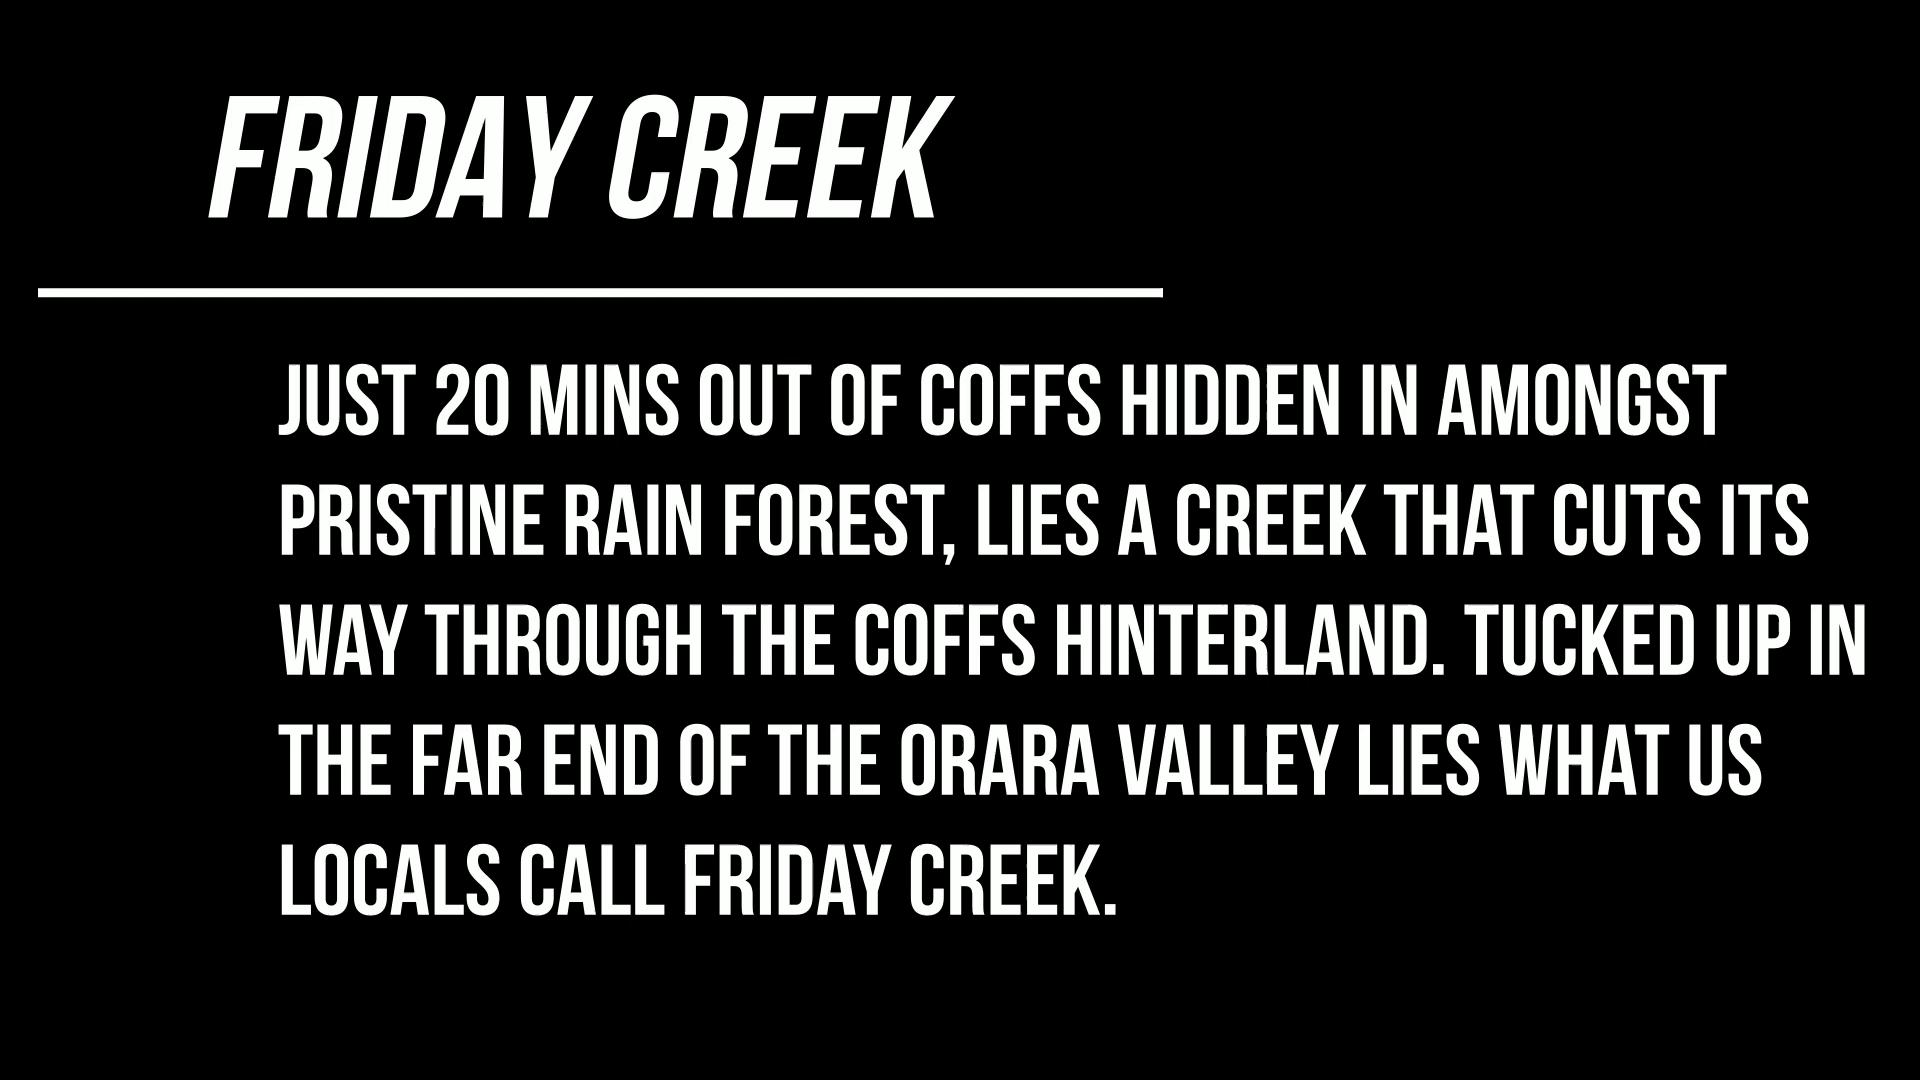 FRIDAY CREEK
JUST 20 MINS OUT OF COFFS HIDDEN IN AMONGST
PRISTINE RAIN FOREST, LIES A CREEK THAT CUTS ITS
WAY THROUGH THE COFFS HINTERLAND. TUCKED UP IN
THE FAR END OF THE ORARA VALLEY LIES WHAT US
LOCALS CALL FRIDAY CREEK.